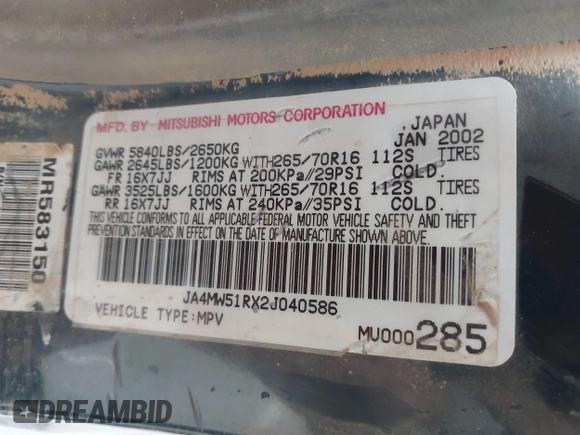 MFD. BY MITSUBISHI MOTORS CORPORATION
JAPAN
JAN 2002
GVWR 5840LBS/2650KG
GAWR 2645LBS/1200KG WITH265/70R16 112S TIRES
FR 16X7JJ RIMS AT 200KPa//29PSI COLD.
GAWR 3525LBS/1600KG WITH265/70R16 112S TIRES
RR 16X7JJ RIMS AT 240KPa//35PSI COLD.
THIS VEHICLE CONFORMS TO ALL APPLICABLE FEDERAL MOTOR VEHICLE SAFETY AND THEFT
PREVENTION STANDARDS IN EFFECT ON THE DATE OF MANUFACTURE SHOWN ABOVE.
JA4MW51RX2J040586
VEHICLE TYPE:MPV
MU000285
MR583150
DREAMBID